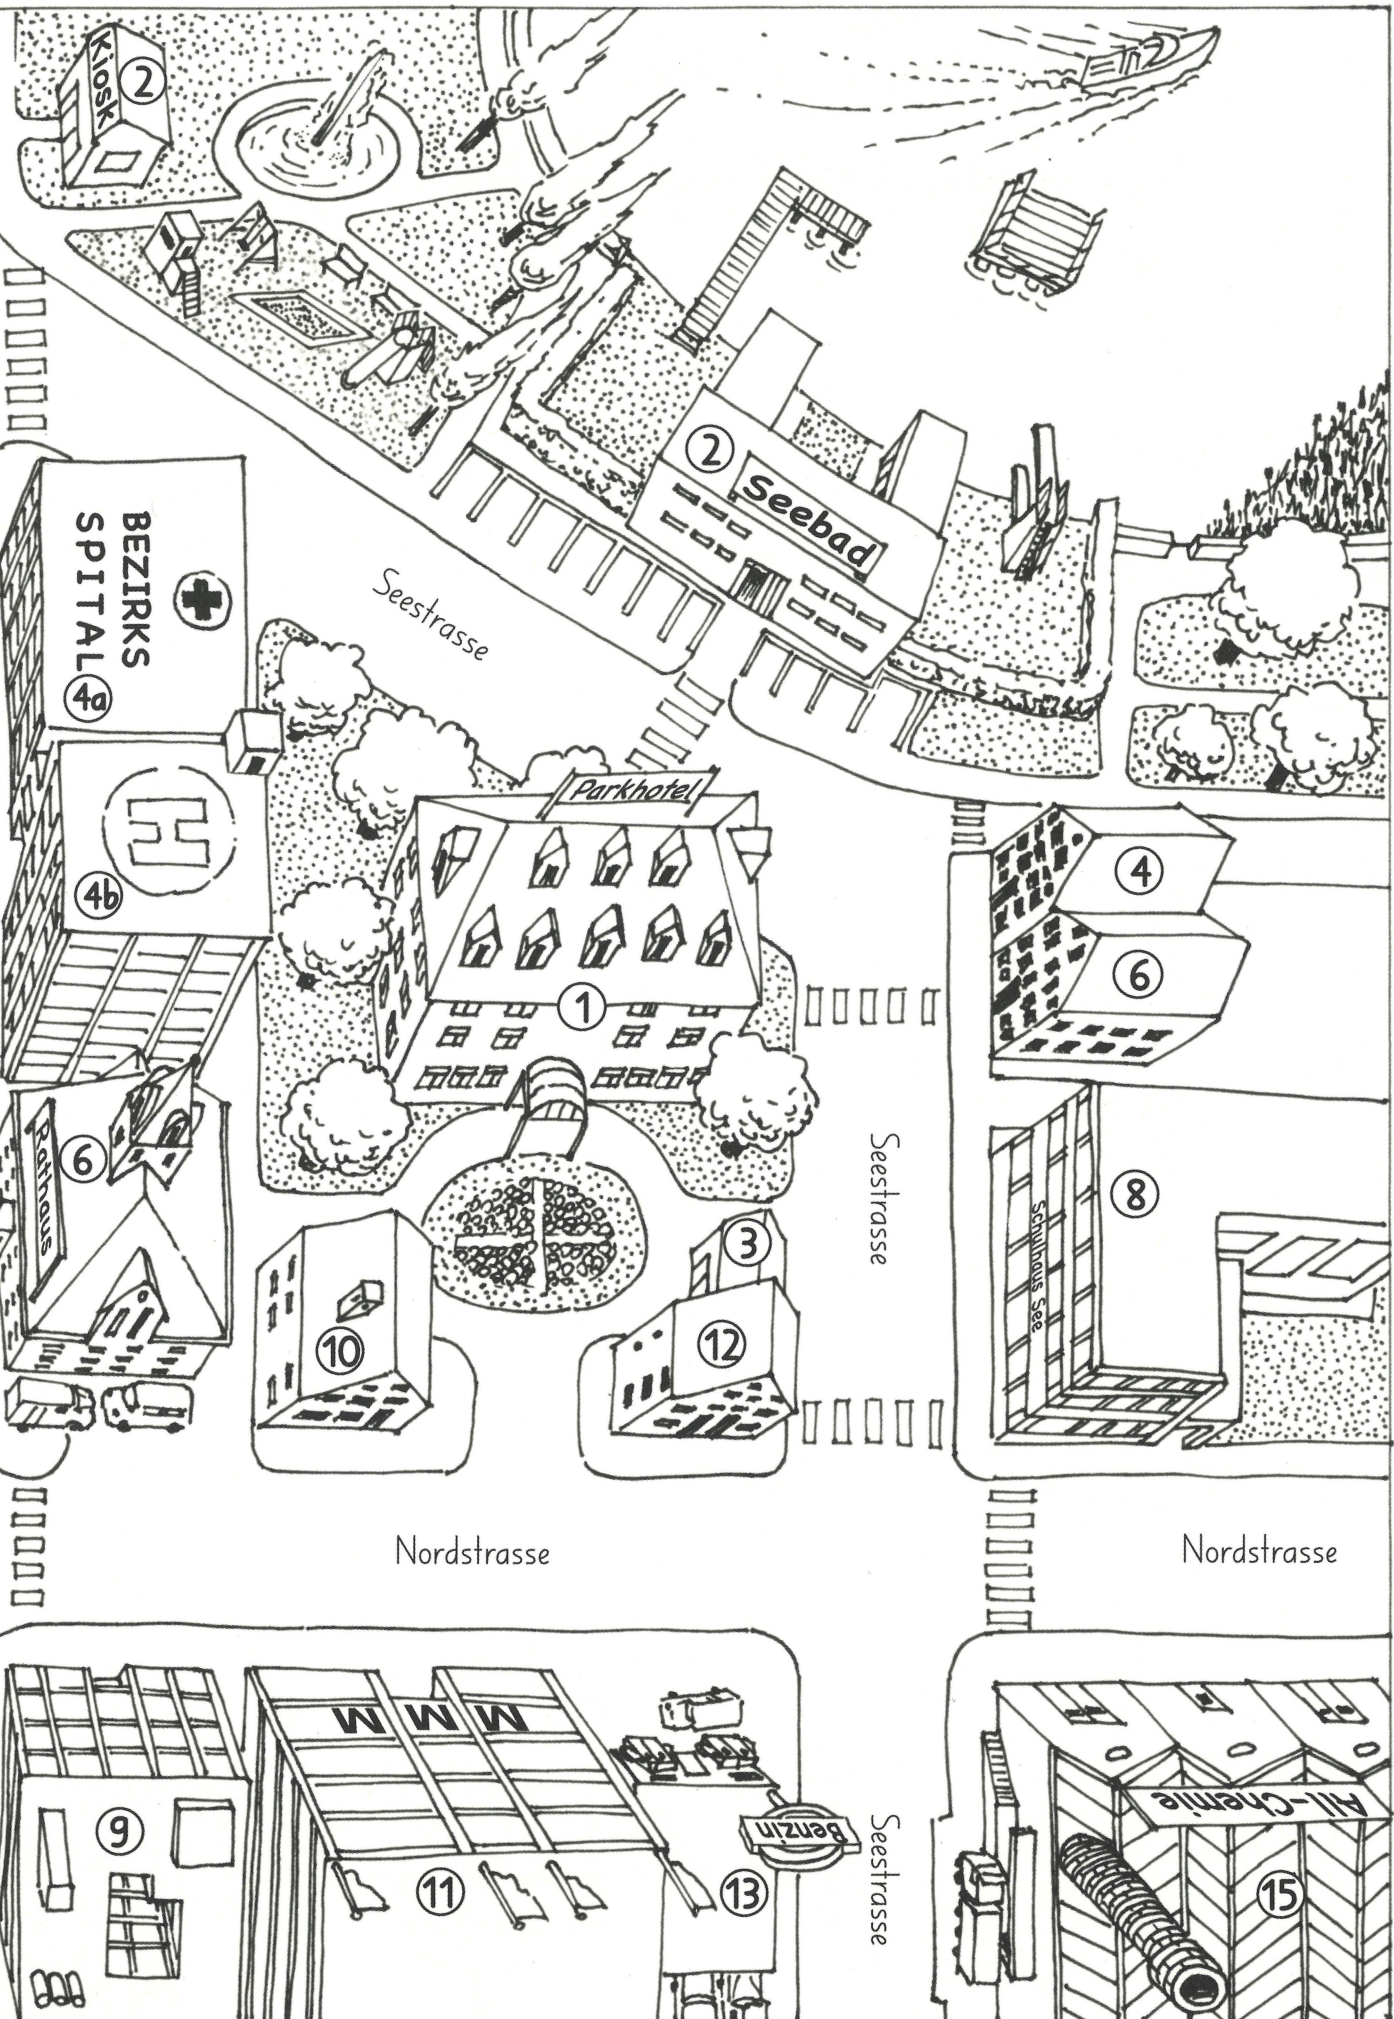 Kiosk
2
2
Seebad
Seestrasse
BEZIRKS
SPITAL
4a
H
4b
Parkhotel
1
4
6
Rathaus
6
8
Schulhaus See
Seestrasse
3
10
12
Nordstrasse
Nordstrasse
M M M
9
11
13
Benzin
Seestrasse
All-Chemie
15